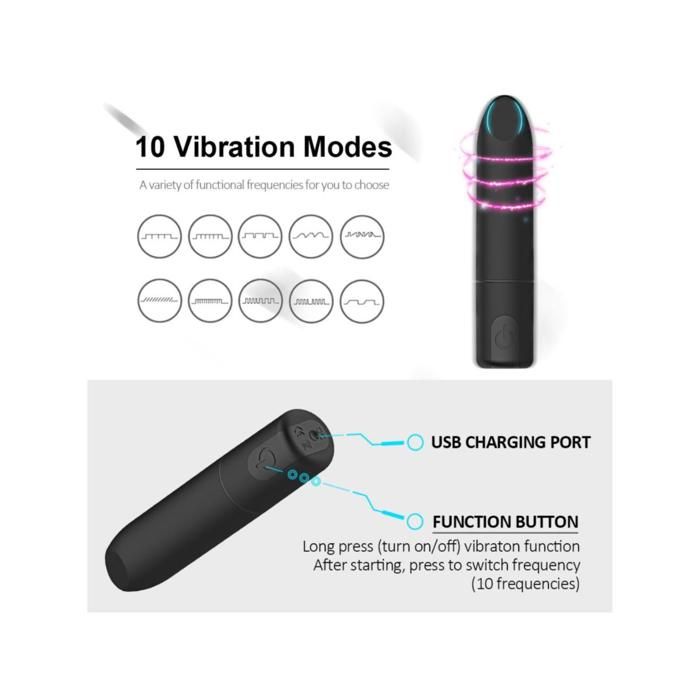 10 Vibration Modes
A variety of functional frequencies for you to choose
USB CHARGING PORT
FUNCTION BUTTON
Long press (turn on/off) vibraton function
After starting, press to switch frequency
(10 frequencies)